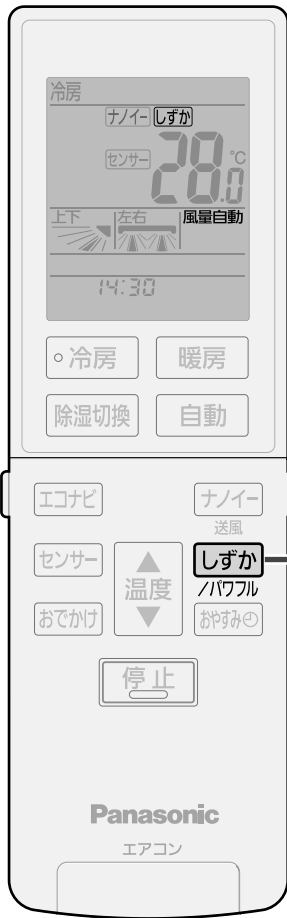 冷房
ナノイー しずか
センサー 28.0℃
上下 左右 風量自動
14:30
冷房 暖房
除湿切換 自動
エコナビ ナノイー
送風
センサー しずか
温度
/パワフル
おでかけ おやすみ
停止
Panasonic
エアコン